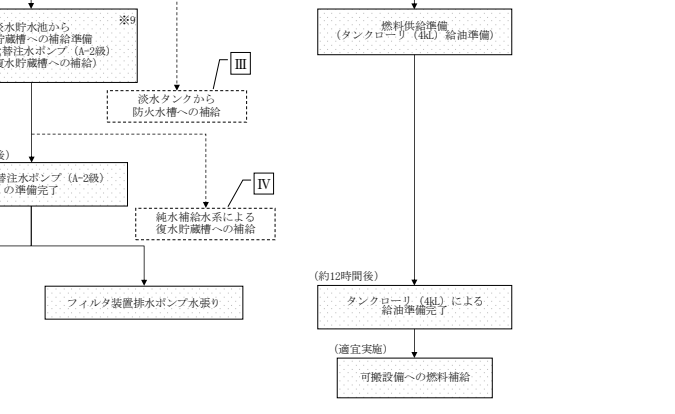 ※9
淡水貯水池から
貯蔵槽への補給準備
替注水ポンプ（A-2級）
復水貯蔵槽への補給）
燃料供給準備
（タンクローリ（4kL）給油準備）
Ⅲ
淡水タンクから
防火水槽への補給
後）
替注水ポンプ（A-2級）
の準備完了
Ⅳ
純水補給水系による
復水貯蔵槽への補給
（約12時間後）
フィルタ装置排水ポンプ水張り
タンクローリ（4kL）による
給油準備完了
（適宜実施）
可搬設備への燃料補給